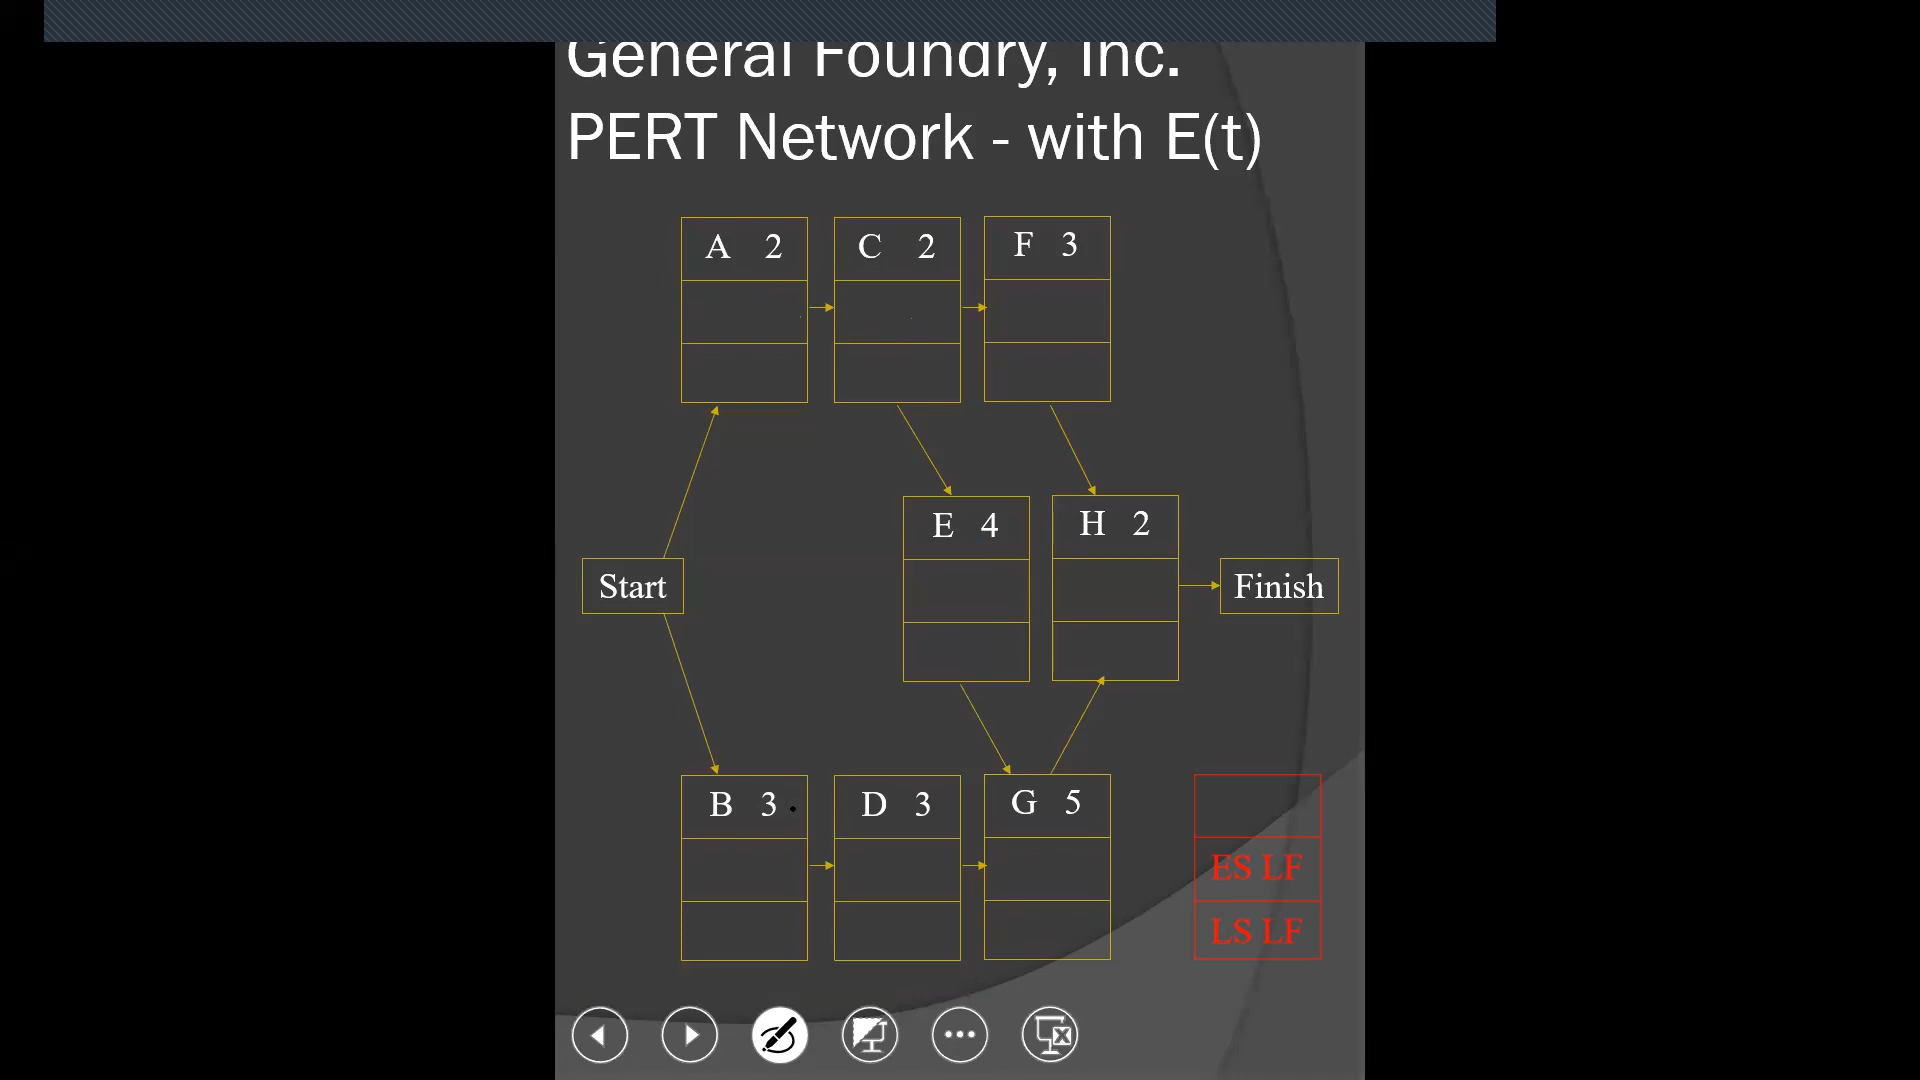 General Foundry, Inc.
PERT Network - with E(t)
A 2
C 2
F 3
E 4
H 2
Start
Finish
B 3
D 3
G 5
ES LF
LS LF